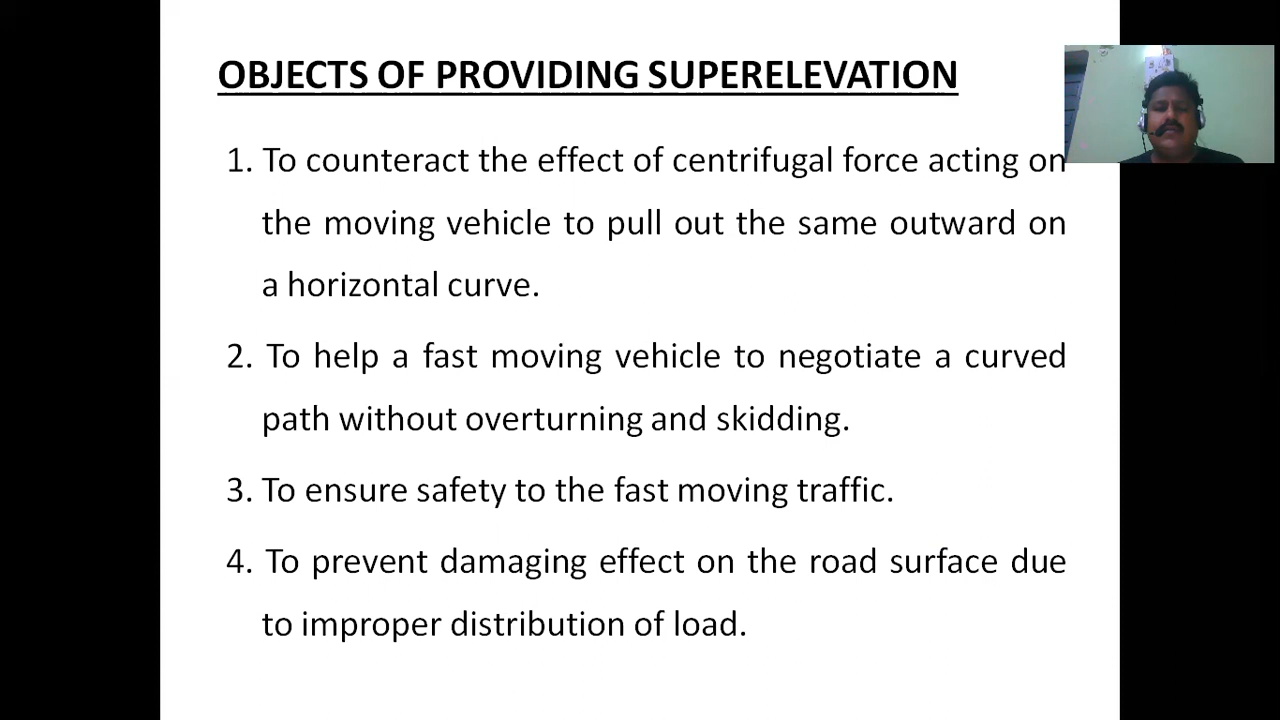 OBJECTS OF PROVIDING SUPERELEVATION
1. To counteract the effect of centrifugal force acting on
the moving vehicle to pull out the same outward on
a horizontal curve.
2. To help a fast moving vehicle to negotiate a curved
path without overturning and skidding.
3. To ensure safety to the fast moving traffic.
4. To prevent damaging effect on the road surface due
to improper distribution of load.